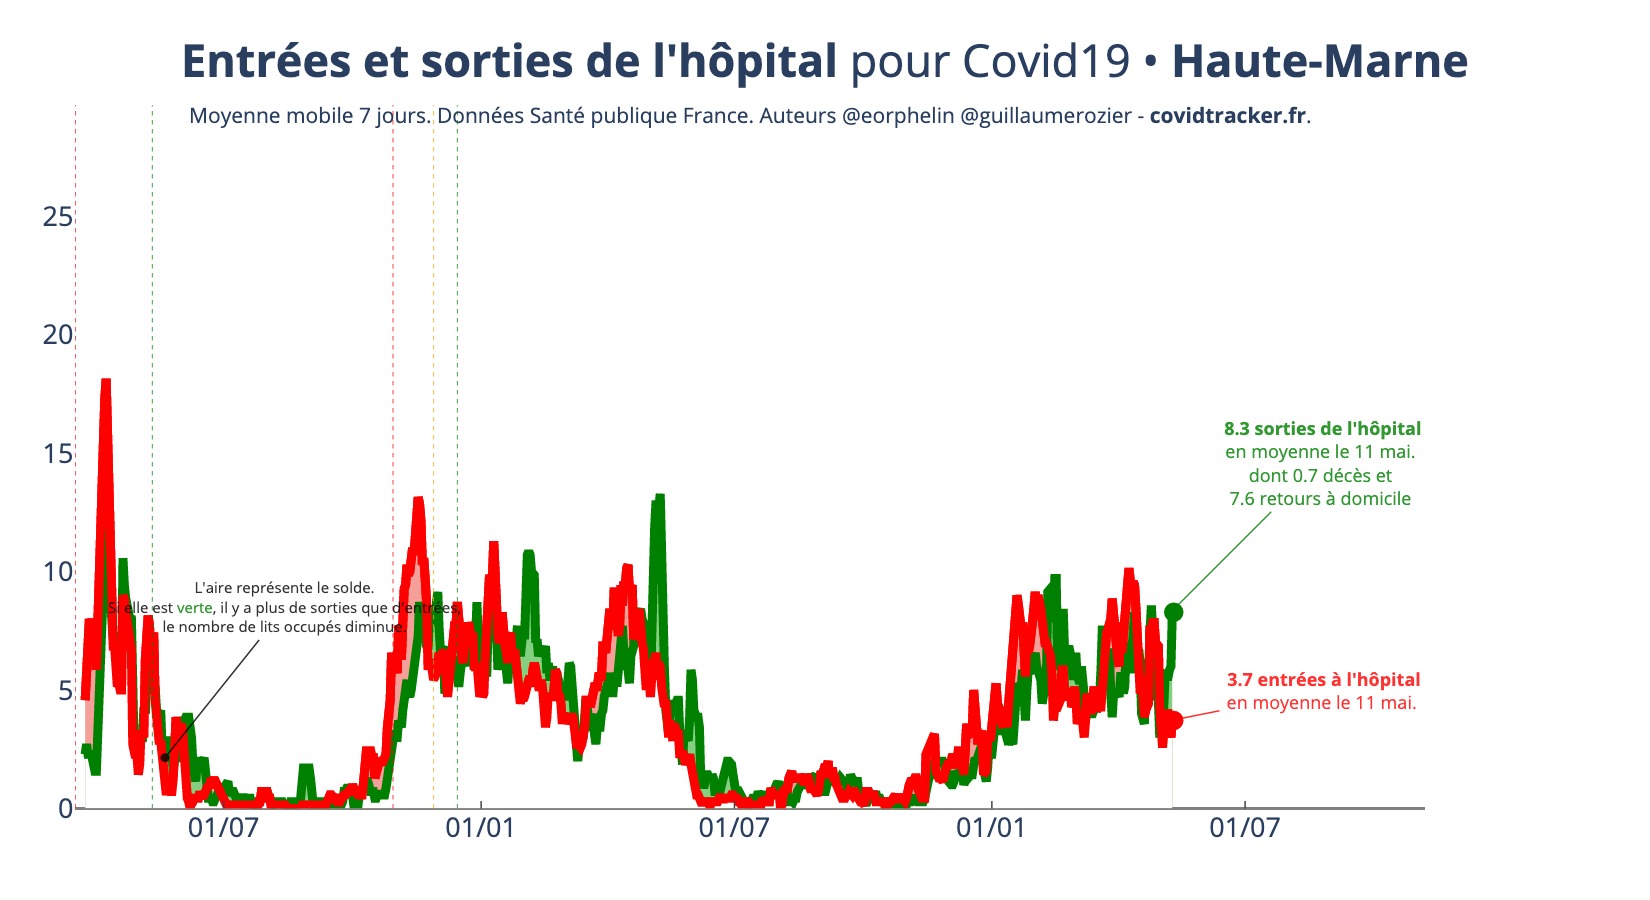 Entrées et sorties de l'hôpital pour Covid19 • Haute-Marne
Moyenne mobile 7 jours. Données Santé publique France. Auteurs @eorphelin @guillaumerozier - covidtracker.fr.
25
20
15
10
5
0
L'aire représente le solde.
Si elle est verte, il y a plus de sorties que d'entrées,
le nombre de lits occupés diminue.
8.3 sorties de l'hôpital
en moyenne le 11 mai.
dont 0.7 décès et
7.6 retours à domicile
3.7 entrées à l'hôpital
en moyenne le 11 mai.
01/07 01/01 01/07 01/01 01/07